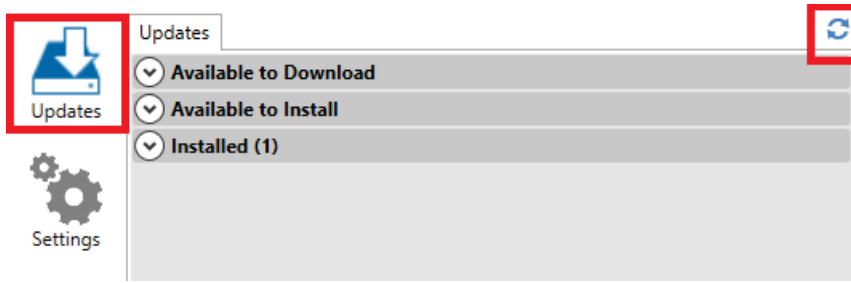 Updates
Available to Download
Updates
Available to Install
Installed (1)
Settings